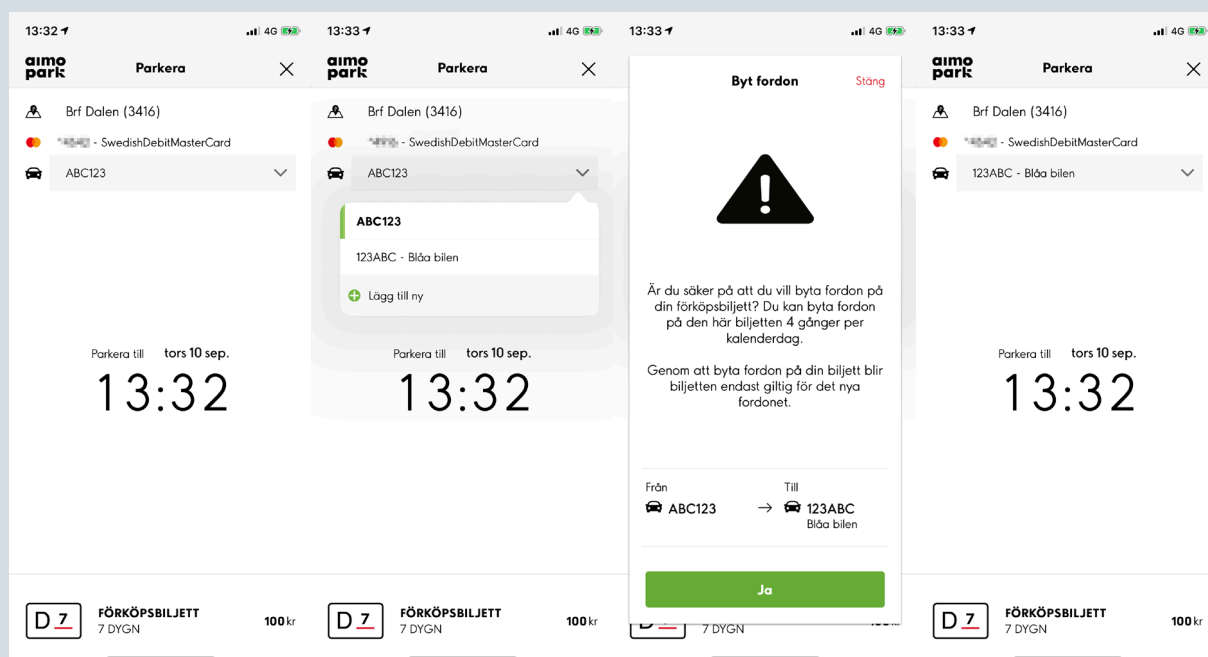 13:32
4G
aimo
park
Parkera
Brf Dalen (3416)
- SwedishDebitMasterCard
ABC123
Parkera till tors 10 sep.
13:32
D 7
FÖRKÖPSBILJETT
7 DYGN
100 kr
13:33
4G
aimo
park
Parkera
Brf Dalen (3416)
- SwedishDebitMasterCard
ABC123
ABC123
123ABC - Blåa bilen
Lägg till ny
Parkera till tors 10 sep.
13:32
D 7
FÖRKÖPSBILJETT
7 DYGN
100 kr
13:33
4G
Byt fordon
Stäng
Är du säker på att du vill byta fordon på
din förköpsbiljett? Du kan byta fordon
på den här biljetten 4 gånger per
kalenderdag.
Genom att byta fordon på din biljett blir
biljetten endast giltig för det nya
fordonet.
Från
Till
ABC123 → 123ABC
Blåa bilen
Ja
7 DYGN
13:33
4G
aimo
park
Parkera
Brf Dalen (3416)
- SwedishDebitMasterCard
123ABC - Blåa bilen
Parkera till tors 10 sep.
13:32
D 7
FÖRKÖPSBILJETT
7 DYGN
100 kr